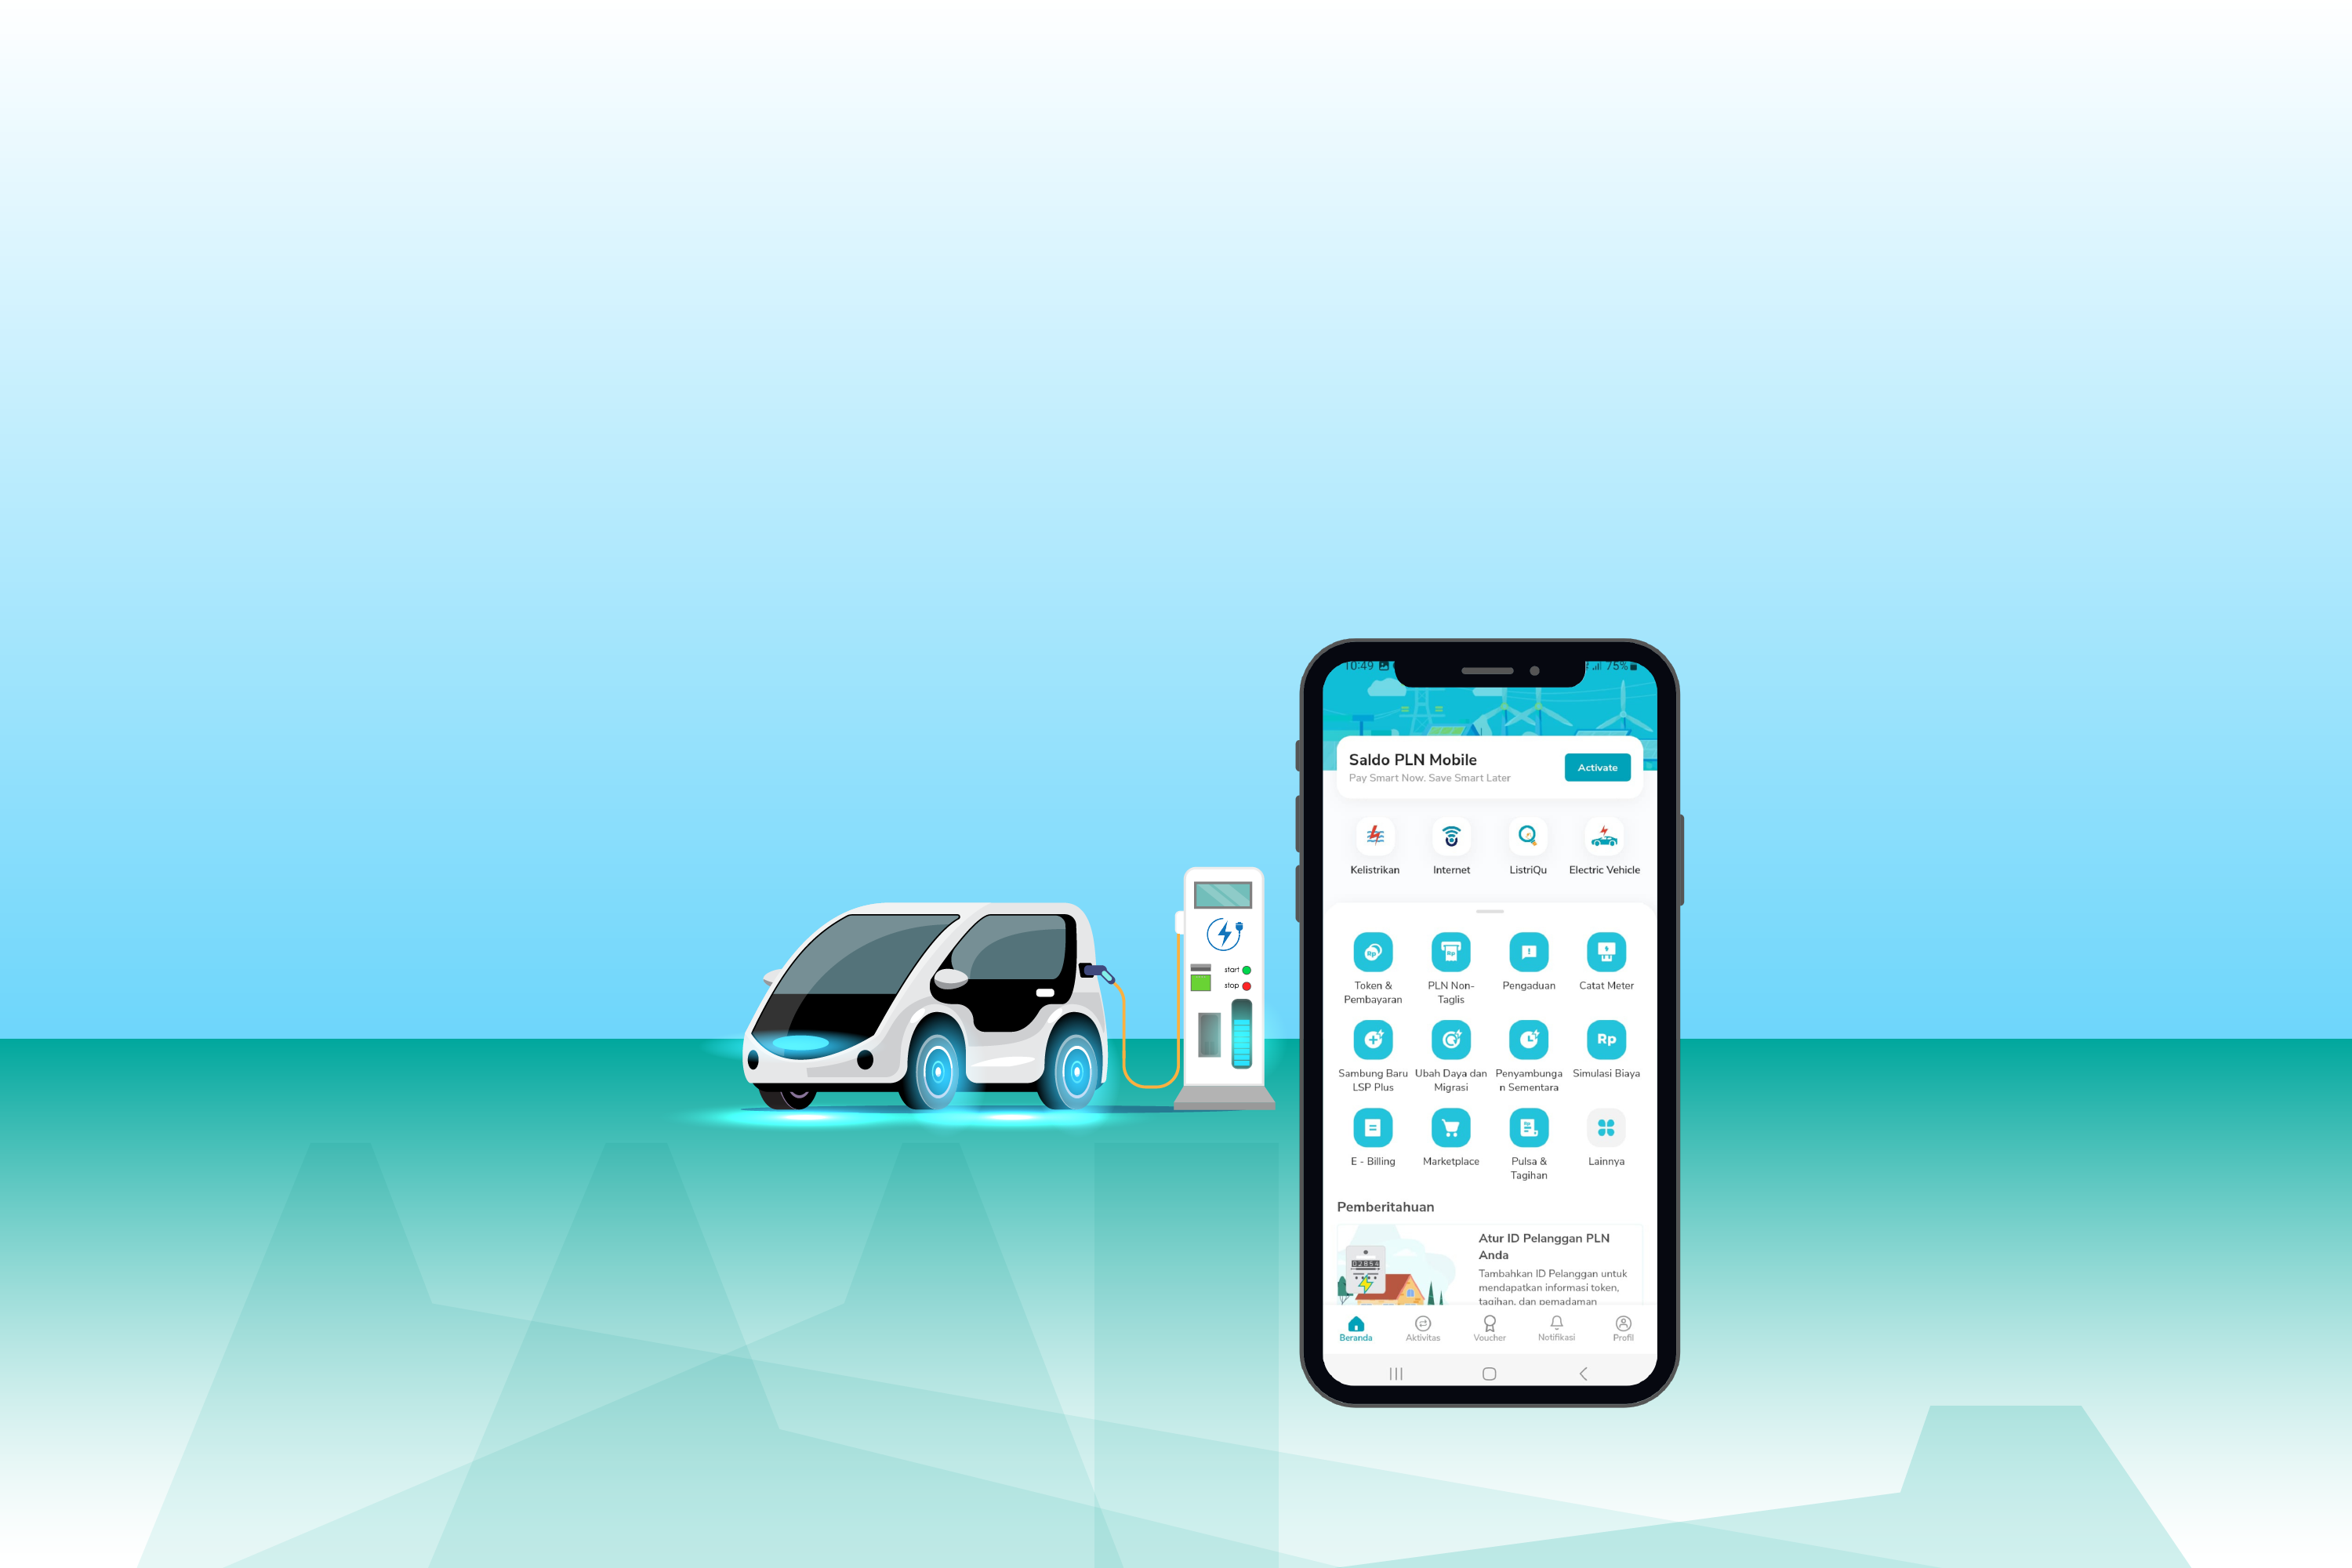 10:49
75%
Saldo PLN Mobile
Pay Smart Now. Save Smart Later
Activate
Kelistrikan
Internet
ListriQu
Electric Vehicle
Token &
Pembayaran
PLN Non-
Taglis
Pengaduan
Catat Meter
Sambung Baru
LSP Plus
Ubah Daya dan
Migrasi
Penyambunga
n Sementara
Rp
Simulasi Biaya
E - Billing
Marketplace
Pulsa &
Tagihan
Lainnya
Pemberitahuan
Atur ID Pelanggan PLN
Anda
Tambahkan ID Pelanggan untuk
mendapatkan informasi token,
tagihan, dan pemadaman
Beranda
Aktivitas
Voucher
Notifikasi
Profil
start
stop